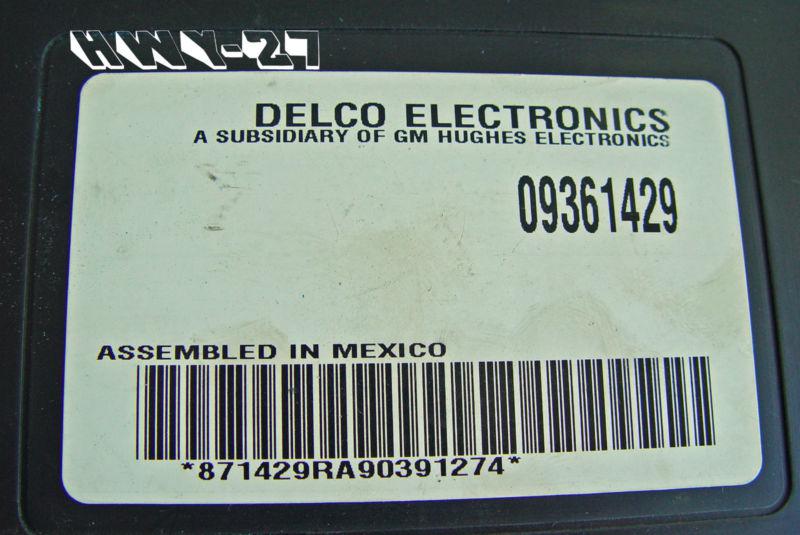 HWY-27
DELCO ELECTRONICS
A SUBSIDIARY OF GM HUGHES ELECTRONICS
09361429
ASSEMBLED IN MEXICO
*871429RA90391274*